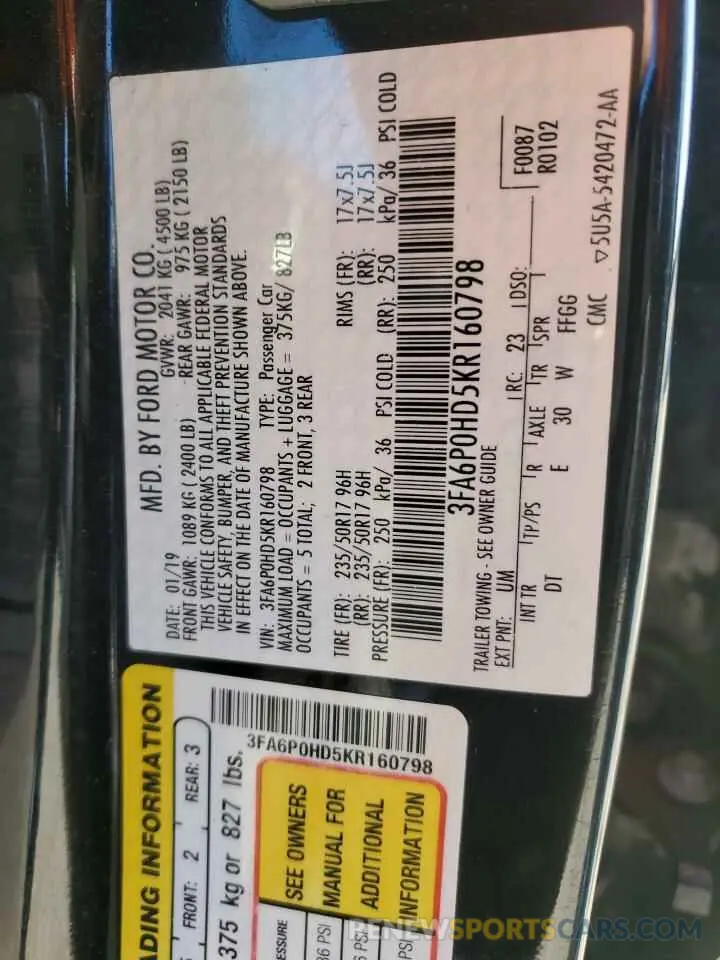 MFD. BY FORD MOTOR CO.
DATE: 01/19 GVWR: 2041 KG ( 4500 LB)
FRONT GAWR: 1089 KG ( 2400 LB) -REAR GAWR: 975 KG ( 2150 LB)
THIS VEHICLE CONFORMS TO ALL APPLICABLE FEDERAL MOTOR
VEHICLE SAFETY, BUMPER, AND THEFT PREVENTION STANDARDS
IN EFFECT ON THE DATE OF MANUFACTURE SHOWN ABOVE.
VIN: 3FA6P0HD5KR160798 TYPE: Passenger Car
MAXIMUM LOAD = OCCUPANTS + LUGGAGE = 375KG/ 827LB
OCCUPANTS = 5 TOTAL; 2 FRONT, 3 REAR
TIRE (FR): 235/50R17 96H RIMS (FR): 17x7.5J
(RR): 235/50R17 96H (RR): 17x7.5J
PRESSURE (FR): 250 kPa/ 36 PSI COLD (RR): 250 kPa/ 36 PSI COLD
3FA6P0HD5KR160798
TRAILER TOWING - SEE OWNER GUIDE
EXT PNT: UM RC: 23 DSO: F0087
R0102
INT TR TP/PS R AXLE TR SPR
DT E 30 W FFGG
CMC ▽5U5A-5420472-AA
ADING INFORMATION
FRONT: 2 REAR: 3
375 kg or 827 lbs.
3FA6P0HD5KR160798
SEE OWNERS
MANUAL FOR
ADDITIONAL
INFORMATION
ESSURE
36 PSI
PSI
PSI
RENEWSPORTSCARS.COM